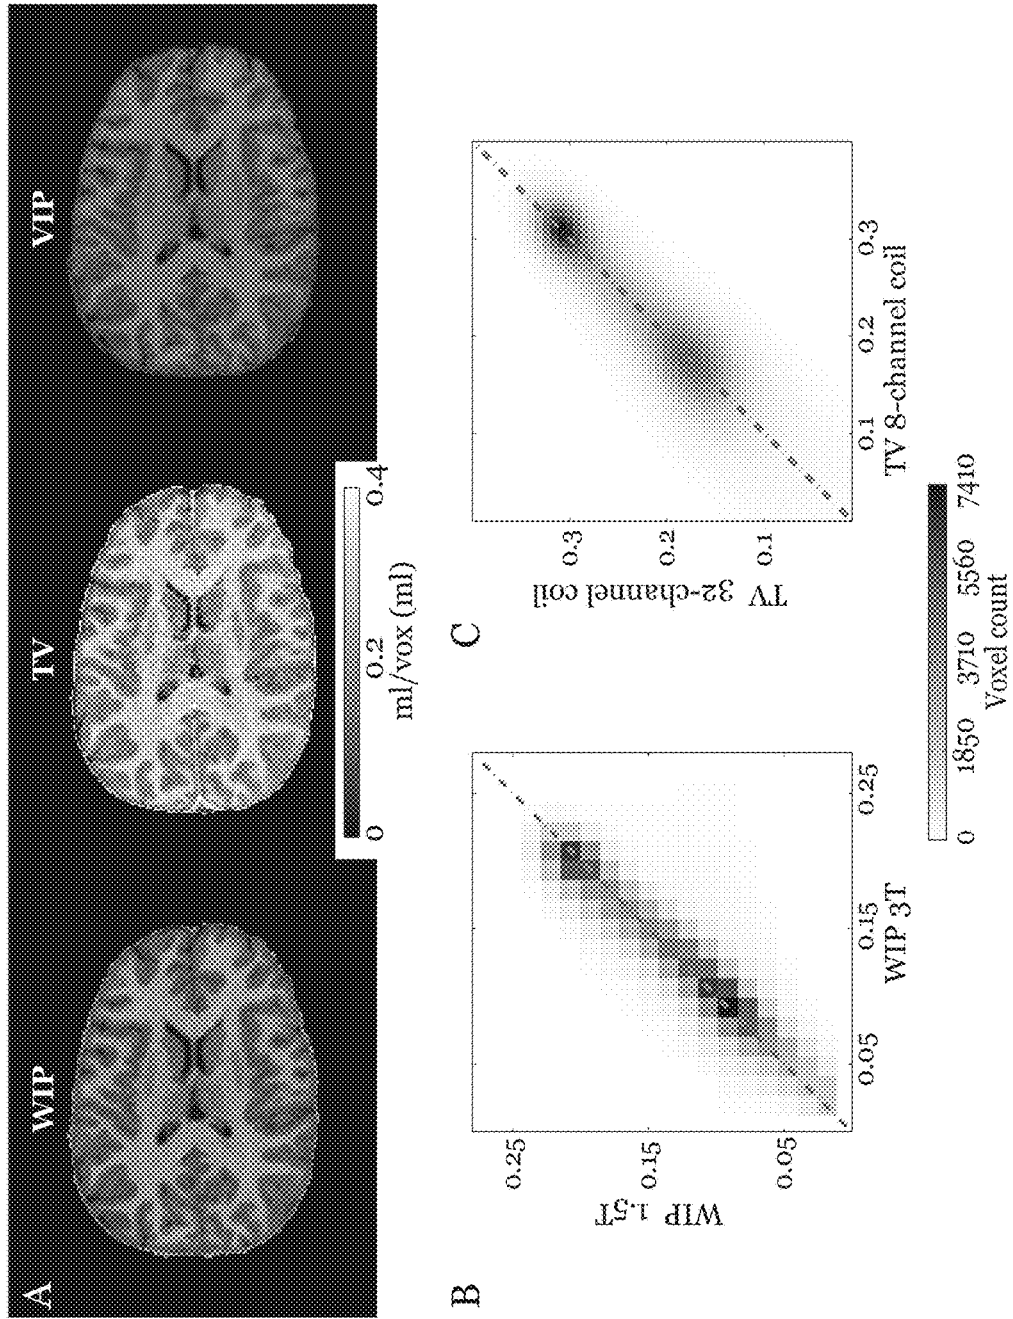 A
WIP
TV
VIP
0
0.2
0.4
ml/vox (ml)
B
WIP 1.5T
0.25
0.15
0.05
0.05
0.15
0.25
WIP 3T
C
TV 32-channel coil
0.3
0.2
0.1
0.1
0.2
0.3
TV 8-channel coil
0
1850
3710
5560
7410
Voxel count